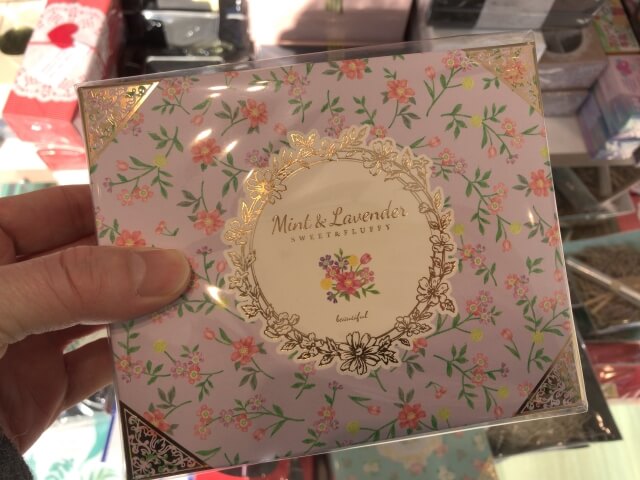 Mint & Lavender
SWEET & FLUFFY
beautiful